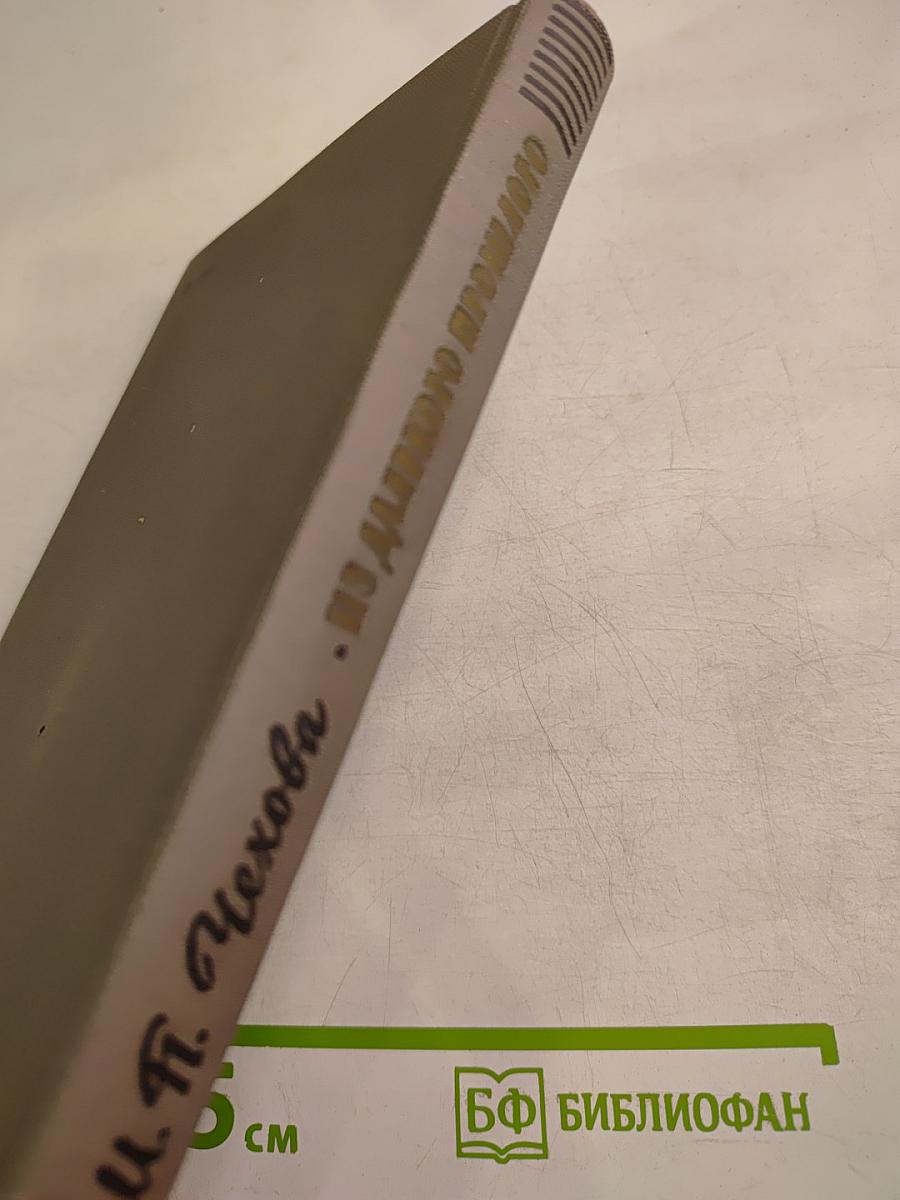 М. П. Чехова • ИЗ ДАЛЕКОГО ПРОШЛОГО
5 см
БФ БИБЛИОФАН